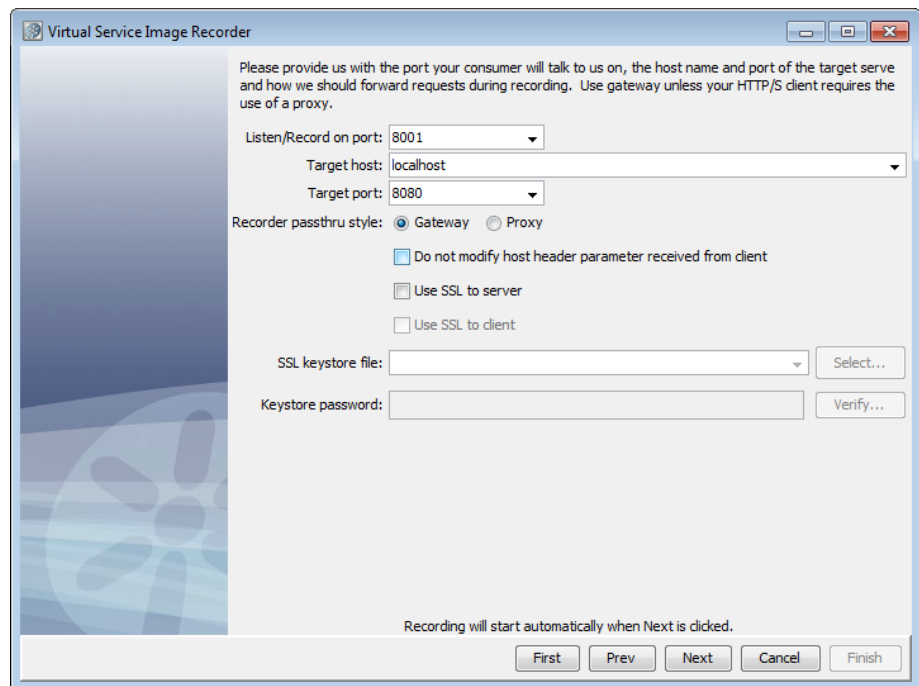 Virtual Service Image Recorder
Please provide us with the port your consumer will talk to us on, the host name and port of the target serve
and how we should forward requests during recording. Use gateway unless your HTTP/S client requires the
use of a proxy.
Listen/Record on port: 8001
Target host: localhost
Target port: 8080
Recorder passthru style: Gateway Proxy
Do not modify host header parameter received from client
Use SSL to server
Use SSL to client
SSL keystore file: Select...
Keystore password: Verify...
Recording will start automatically when Next is clicked.
First Prev Next Cancel Finish